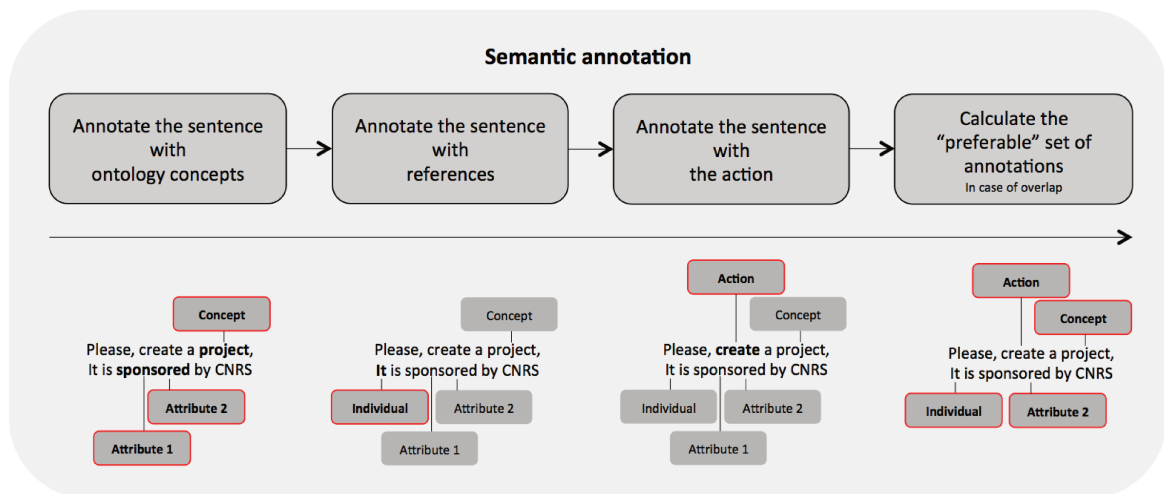 Semantic annotation
Annotate the sentence
with
ontology concepts
Annotate the sentence
with
references
Annotate the sentence
with
the action
Calculate the
“preferable” set of
annotations
In case of overlap
Concept
Please, create a project,
It is sponsored by CNRS
Attribute 2
Attribute 1
Concept
Please, create a project,
It is sponsored by CNRS
Individual
Attribute 2
Attribute 1
Action
Concept
Please, create a project,
It is sponsored by CNRS
Individual
Attribute 2
Attribute 1
Action
Concept
Please, create a project,
It is sponsored by CNRS
Individual
Attribute 2